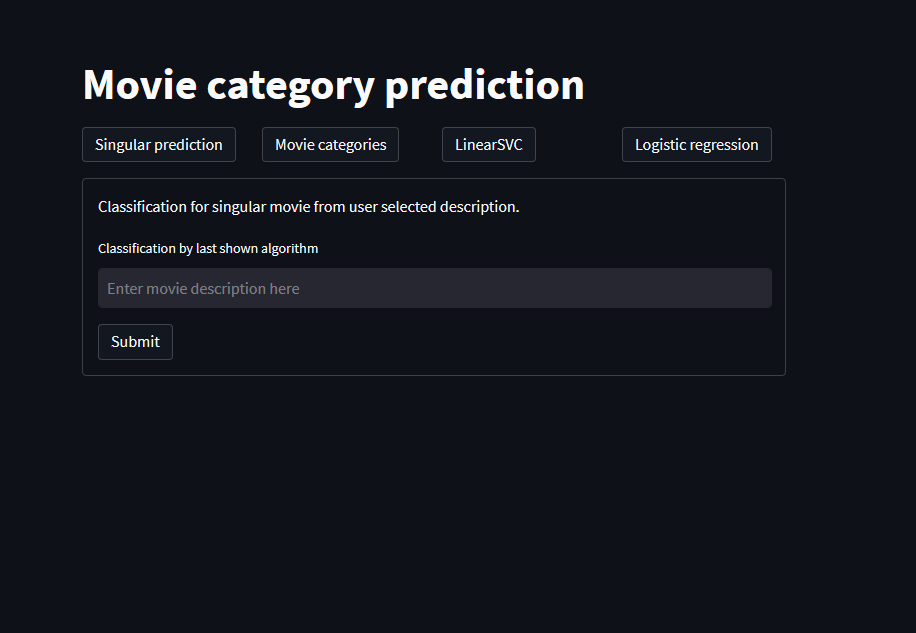 Movie category prediction
Singular prediction
Movie categories
LinearSVC
Logistic regression
Classification for singular movie from user selected description.
Classification by last shown algorithm
Enter movie description here
Submit